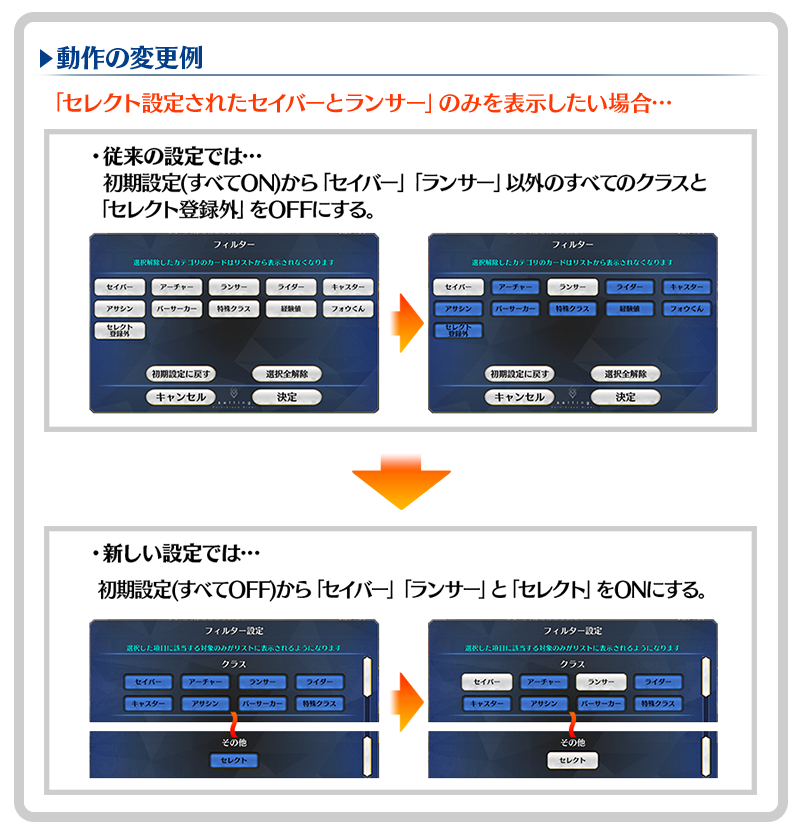 ▶動作の変更例
「セレクト設定されたセイバーとランサー」のみを表示したい場合…
・従来の設定では…
初期設定(すべてON)から「セイバー」「ランサー」以外のすべてのクラスと
「セレクト登録外」をOFFにする。
フィルター
選択解除したカテゴリのカードはリストから表示されなくなります
セイバー アーチャー ランサー ライダー キャスター
アサシン バーサーカー 特殊クラス 経験値 フォウくん
セレクト
登録外
初期設定に戻す 選択全解除
キャンセル 決定
setting
フィルター
選択解除したカテゴリのカードはリストから表示されなくなります
セイバー アーチャー ランサー ライダー キャスター
アサシン バーサーカー 特殊クラス 経験値 フォウくん
セレクト
登録外
初期設定に戻す 選択全解除
キャンセル 決定
setting
・新しい設定では…
初期設定(すべてOFF)から「セイバー」「ランサー」と「セレクト」をONにする。
フィルター設定
選択した項目に該当する対象のみがリストに表示されるようになります
クラス
セイバー アーチャー ランサー ライダー
キャスター アサシン バーサーカー 特殊クラス
その他
セレクト
フィルター設定
選択した項目に該当する対象のみがリストに表示されるようになります
クラス
セイバー アーチャー ランサー ライダー
キャスター アサシン バーサーカー 特殊クラス
その他
セレクト